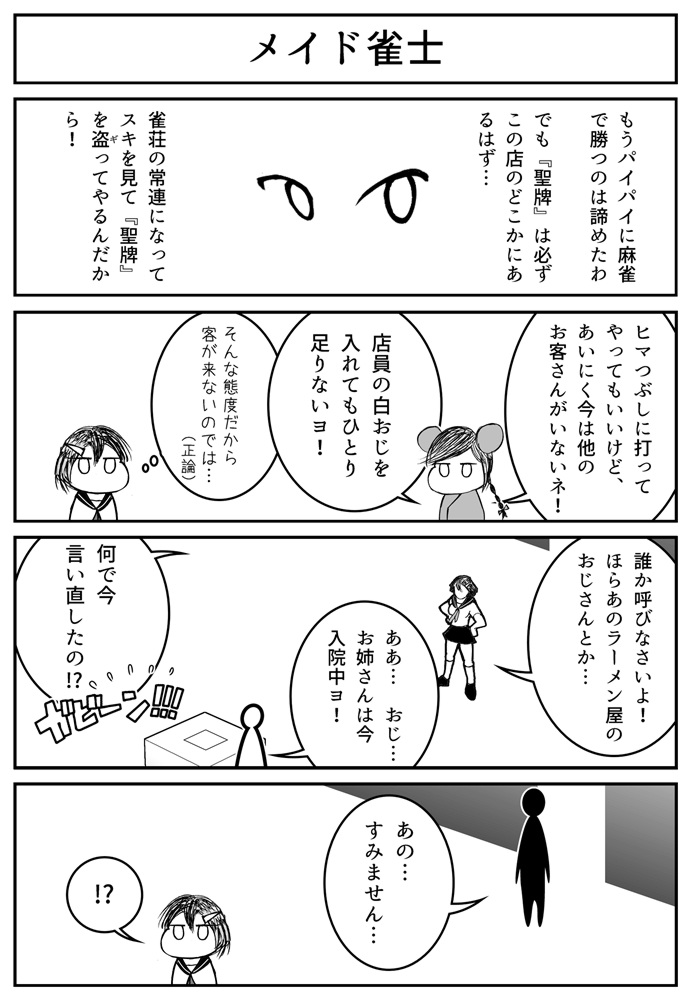 メイド雀士
もうパイパイに麻雀
で勝つのは諦めたわ
でも『聖牌』は必ず
この店のどこかにあ
るはず…
雀荘の常連になって
スキを見て『聖牌』
ギ
を盗ってやるんだか
ら！
ヒマつぶしに打って
やってもいいけど、
あいにく今は他の
お客さんがいないネ！
店員の白おじを
入れてもひとり
足りないヨ！
そんな態度だから
客が来ないのでは…
（正論）
誰か呼びなさいよ！
ほらあのラーメン屋の
おじさんとか…
ああ… おじ…
お姉さんは今
入院中ヨ！
何で今
言い直したの!?
ガビーン!!!
あの…
すみません…
!?